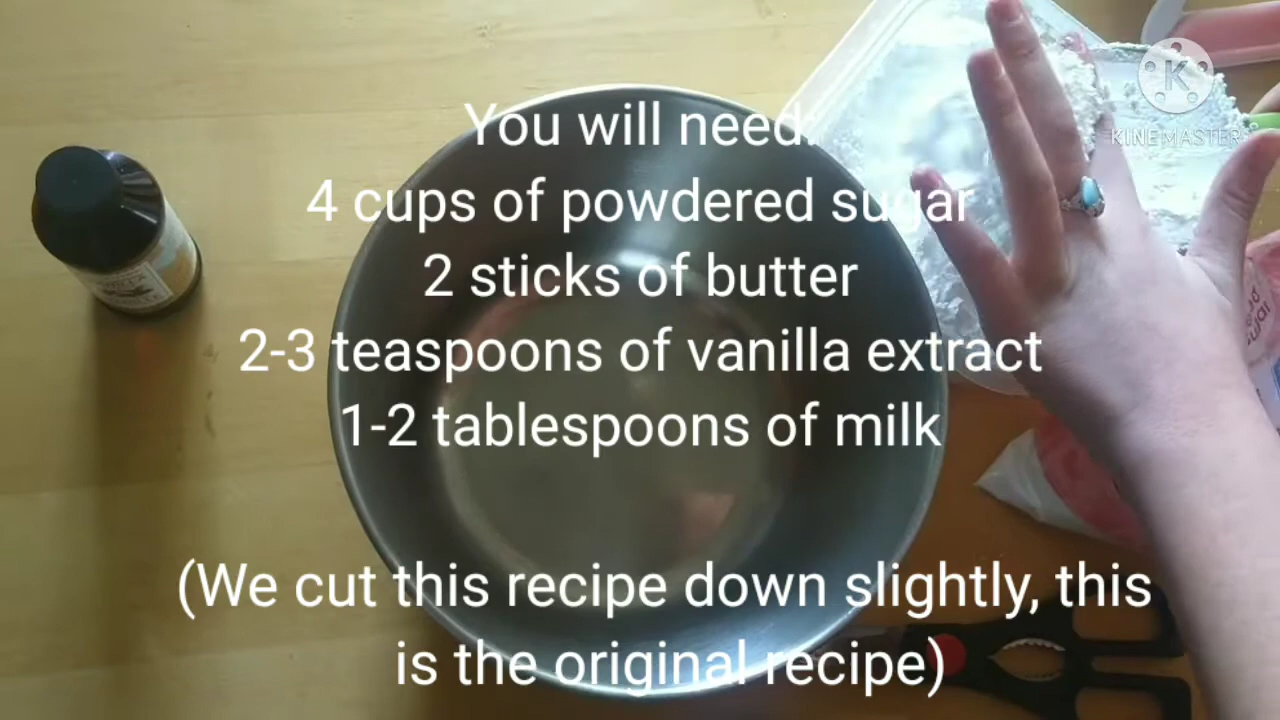 You will need:
4 cups of powdered sugar
2 sticks of butter
2-3 teaspoons of vanilla extract
1-2 tablespoons of milk
(We cut this recipe down slightly, this
is the original recipe)
K
KINEMASTER